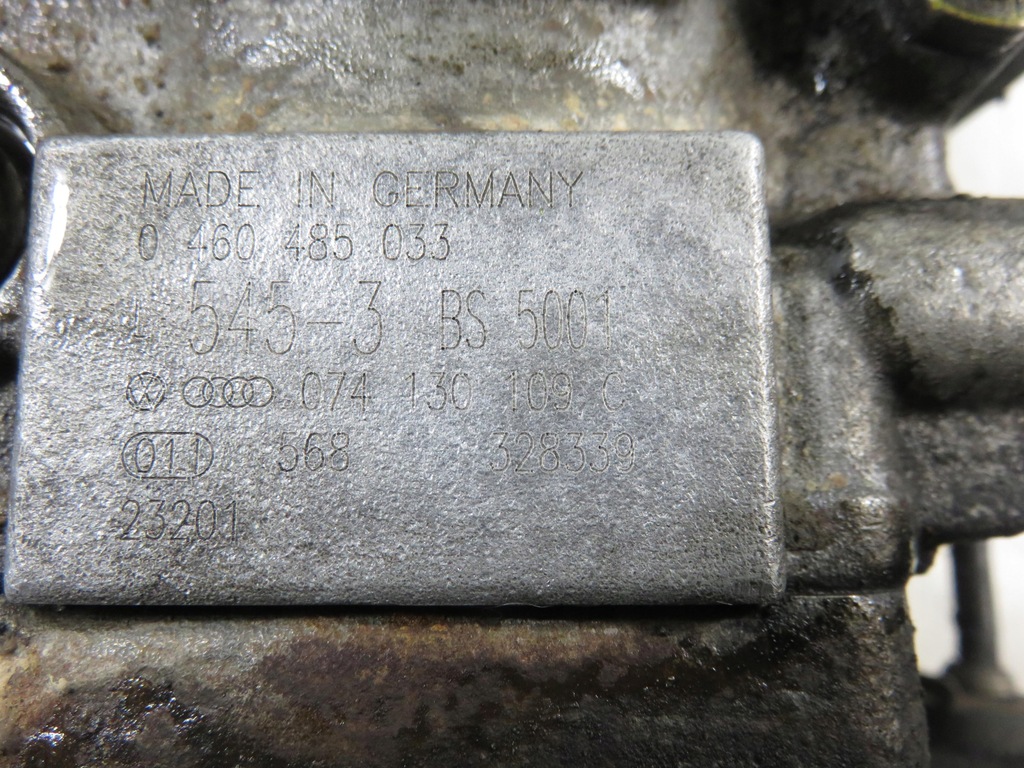 MADE IN GERMANY
0 460 485 033
L 545-3 BS 5001
074 130 109 C
011 568 328339
23201